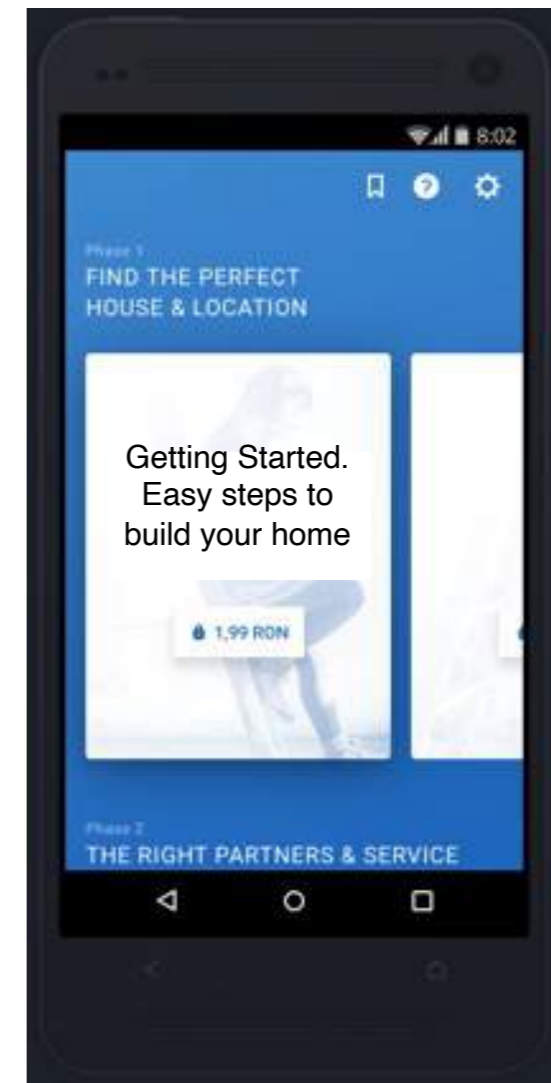 8:02
Phase 1
FIND THE PERFECT
HOUSE & LOCATION
Getting Started.
Easy steps to
build your home
1,99 RON
Phase 2
THE RIGHT PARTNERS & SERVICE